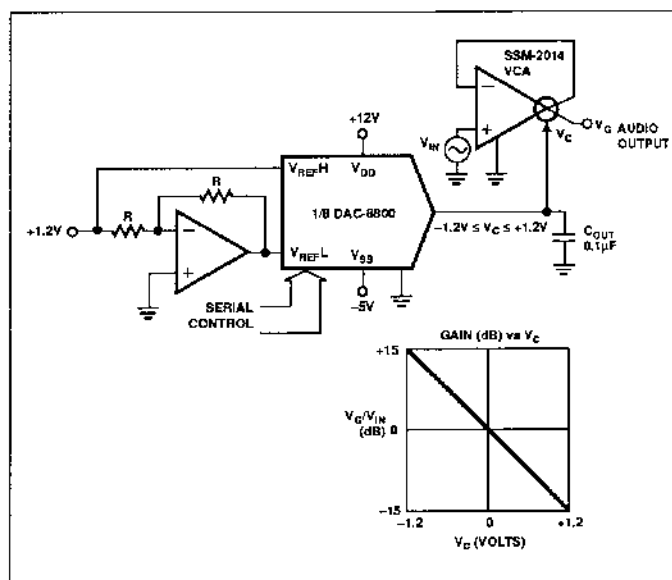 SSM-2014
VCA
+12V
V_IN
V_C
V_G AUDIO
OUTPUT
V_REFH
V_DD
R
R
+1.2V
1/8 DAC-8800
−1.2V ≤ V_C ≤ +1.2V
C_OUT
0.1μF
V_REFL
V_SS
−5V
SERIAL
CONTROL
GAIN (dB) vs V_C
+15
V_G/V_IN
(dB) 0
−15
−1.2
0
+1.2
V_C (VOLTS)